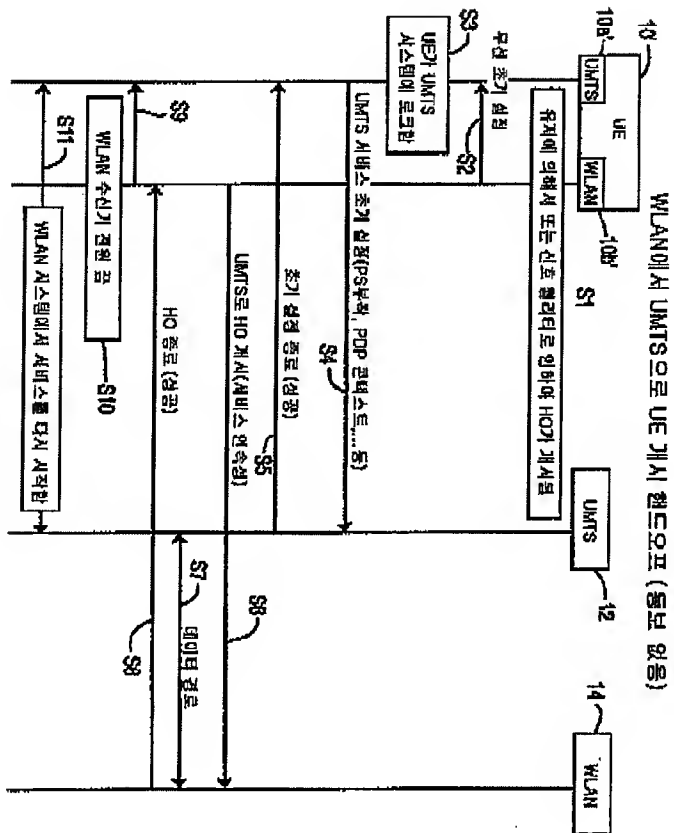 WLAN에서 UMTS으로 UE 개시 핸드오프 (통보 없음)
10'
UE
UMTS
WLAN
10a'
10b'
UMTS
12
14
WLAN
S1
유저에 의해서 또는 신호 퀄리티로 인하여 HO가 개시됨
무선 초기 설정
S2
S3
UE가 UMTS
시스템에 로크함
UMTS 서비스 초기 설정(PS부착, PDP 콘텍스트,... 등)
S4
초기 설정 종료 (성공)
S5
UMTS로 HO 개시(서비스 연속성)
S6
S7
데이터 경로
HO 종료 (성공)
S8
S9
WLAN 수신기 전원 끔
S10
S11
WLAN 시스템에서 서비스를 다시 시작함